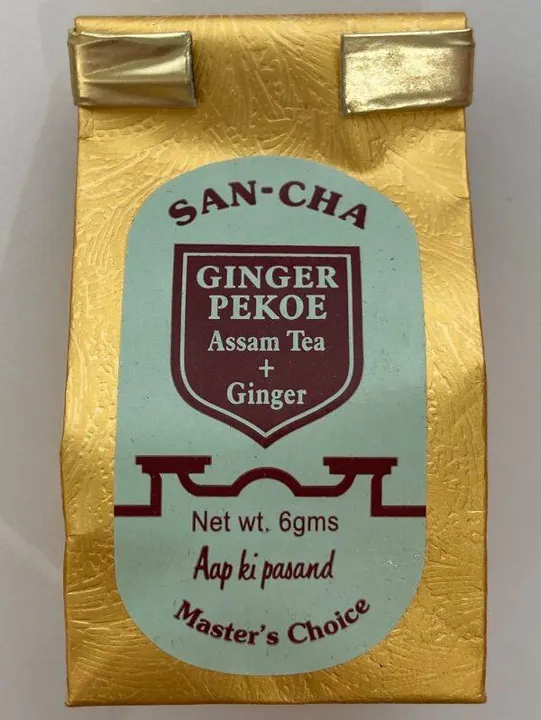 SAN-CHA
GINGER
PEKOE
Assam Tea
+
Ginger
Net wt. 6gms
Aap ki pasand
Master's Choice